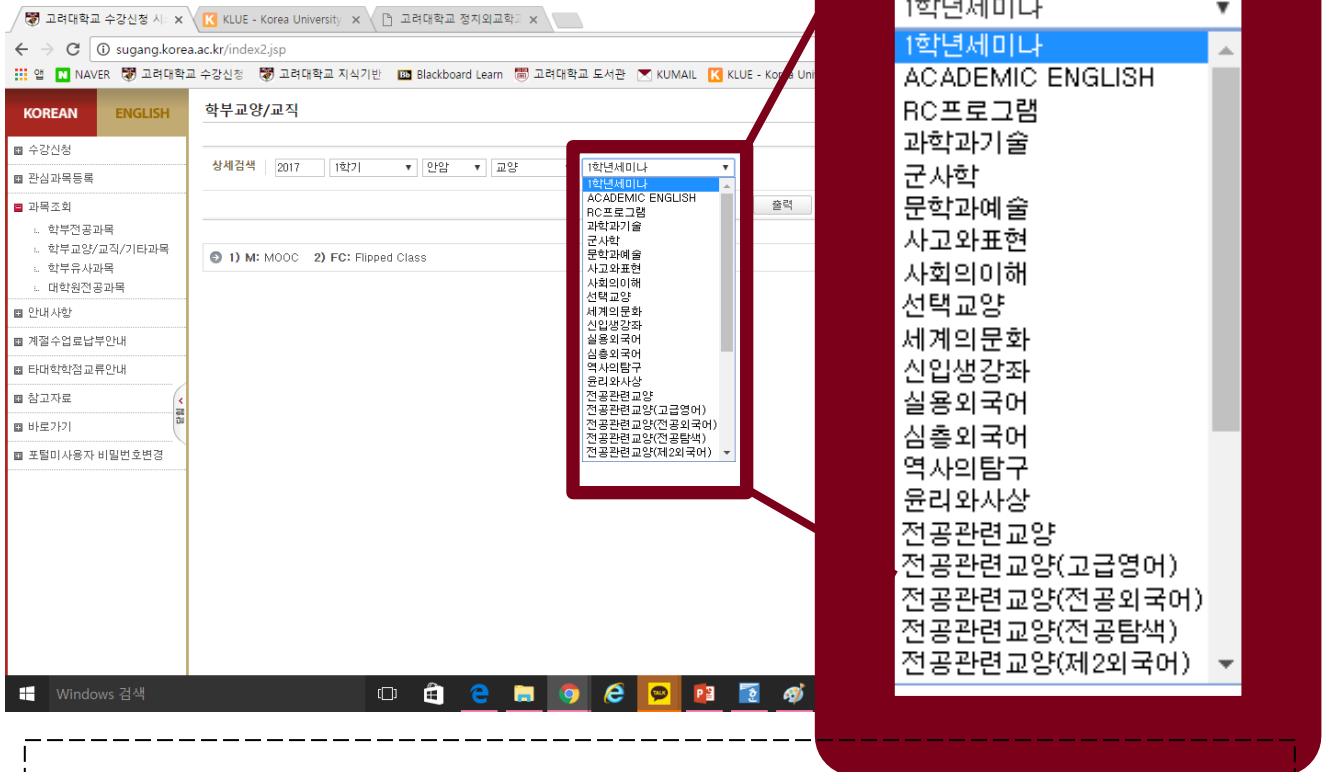 고려대학교 수강신청 시 × KLUE - Korea University × 고려대학교 정치외교학 ×
sugang.korea.ac.kr/index2.jsp
앱 NAVER 고려대학교 수강신청 고려대학교 지식기반 Bb Blackboard Learn 고려대학교 도서관 KUMAIL KLUE - Korea Uni
KOREAN ENGLISH
수강신청
관심과목등록
과목조회
학부전공과목
학부교양/교직/기타과목
학부유사과목
대학원전공과목
안내사항
계절수업료납부안내
타대학학점교류안내
참고자료
바로가기
포털미사용자 비밀번호변경
닫힘
학부교양/교직
상세검색 2017 1학기 안암 교양 1학년세미나
출력
1) M: MOOC 2) FC: Flipped Class
1학년세미나
ACADEMIC ENGLISH
RC프로그램
과학과기술
군사학
문학과예술
사고와표현
사회의이해
선택교양
세계의문화
신입생강좌
실용외국어
심층외국어
역사의탐구
윤리와사상
전공관련교양
전공관련교양(고급영어)
전공관련교양(전공외국어)
전공관련교양(전공탐색)
전공관련교양(제2외국어)
Windows 검색
TALK
1학년세미나
1학년세미나
ACADEMIC ENGLISH
RC프로그램
과학과기술
군사학
문학과예술
사고와표현
사회의이해
선택교양
세계의문화
신입생강좌
실용외국어
심층외국어
역사의탐구
윤리와사상
전공관련교양
전공관련교양(고급영어)
전공관련교양(전공외국어)
전공관련교양(전공탐색)
전공관련교양(제2외국어)